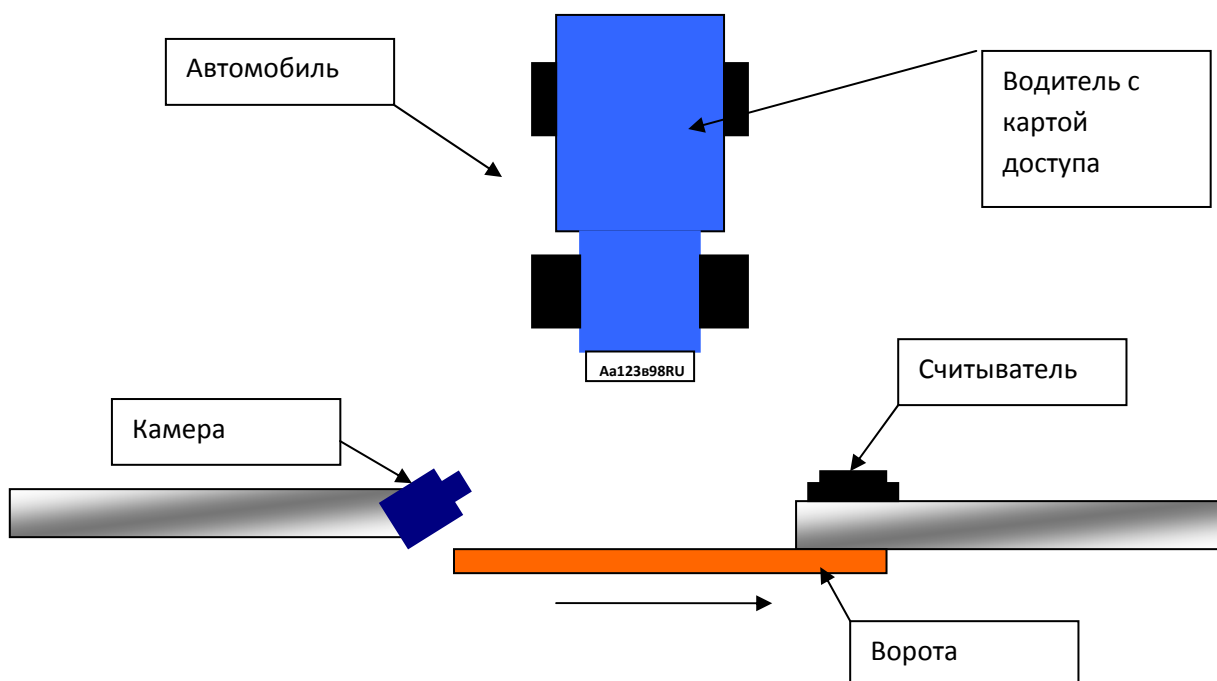 Автомобиль
Водитель с
картой
доступа
Аа123в98RU
Считыватель
Камера
Ворота